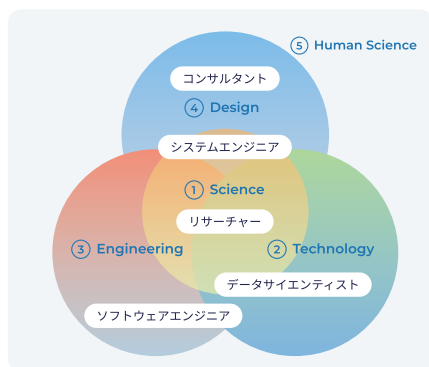 ⑤ Human Science
コンサルタント
④ Design
システムエンジニア
① Science
リサーチャー
③ Engineering
② Technology
データサイエンティスト
ソフトウェアエンジニア